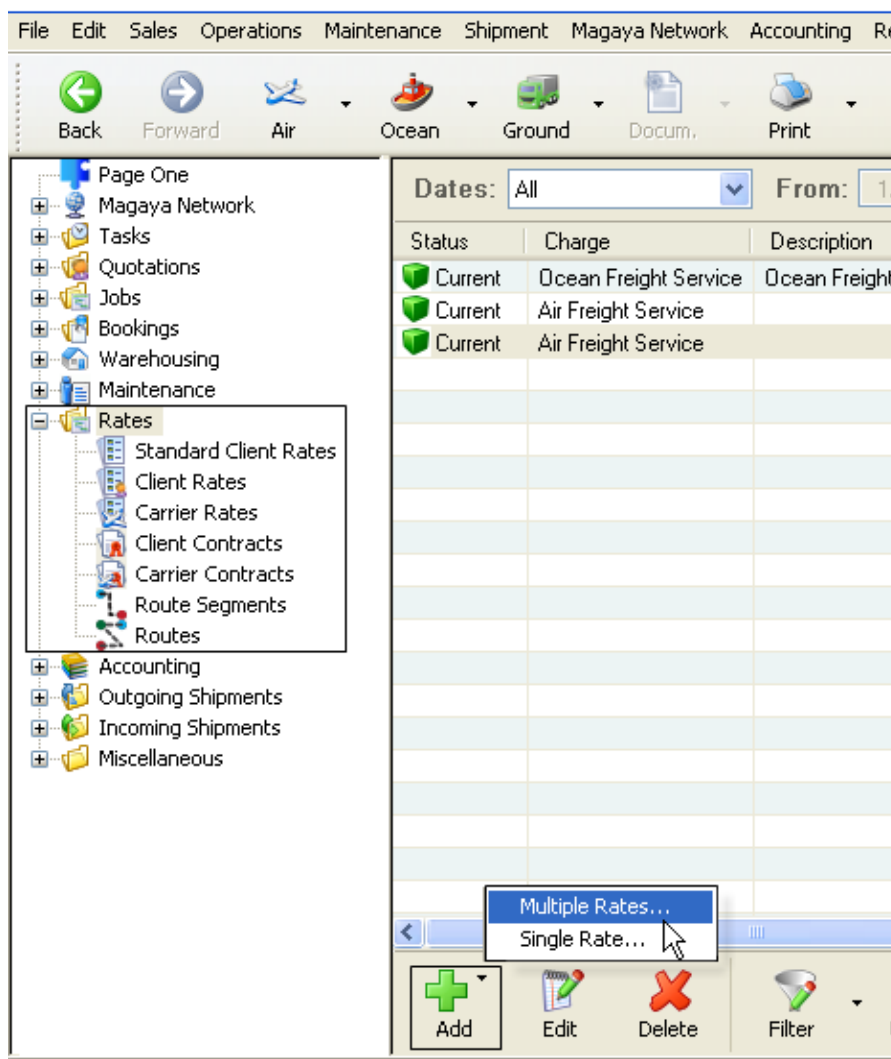 File Edit Sales Operations Maintenance Shipment Magaya Network Accounting
Back Forward Air Ocean Ground Docum. Print
Page One
Magaya Network
Tasks
Quotations
Jobs
Bookings
Warehousing
Maintenance
Rates
Standard Client Rates
Client Rates
Carrier Rates
Client Contracts
Carrier Contracts
Route Segments
Routes
Accounting
Outgoing Shipments
Incoming Shipments
Miscellaneous
Dates: All From:
Status Charge Description
Current Ocean Freight Service Ocean Freight
Current Air Freight Service
Current Air Freight Service
Multiple Rates...
Single Rate...
Add Edit Delete Filter